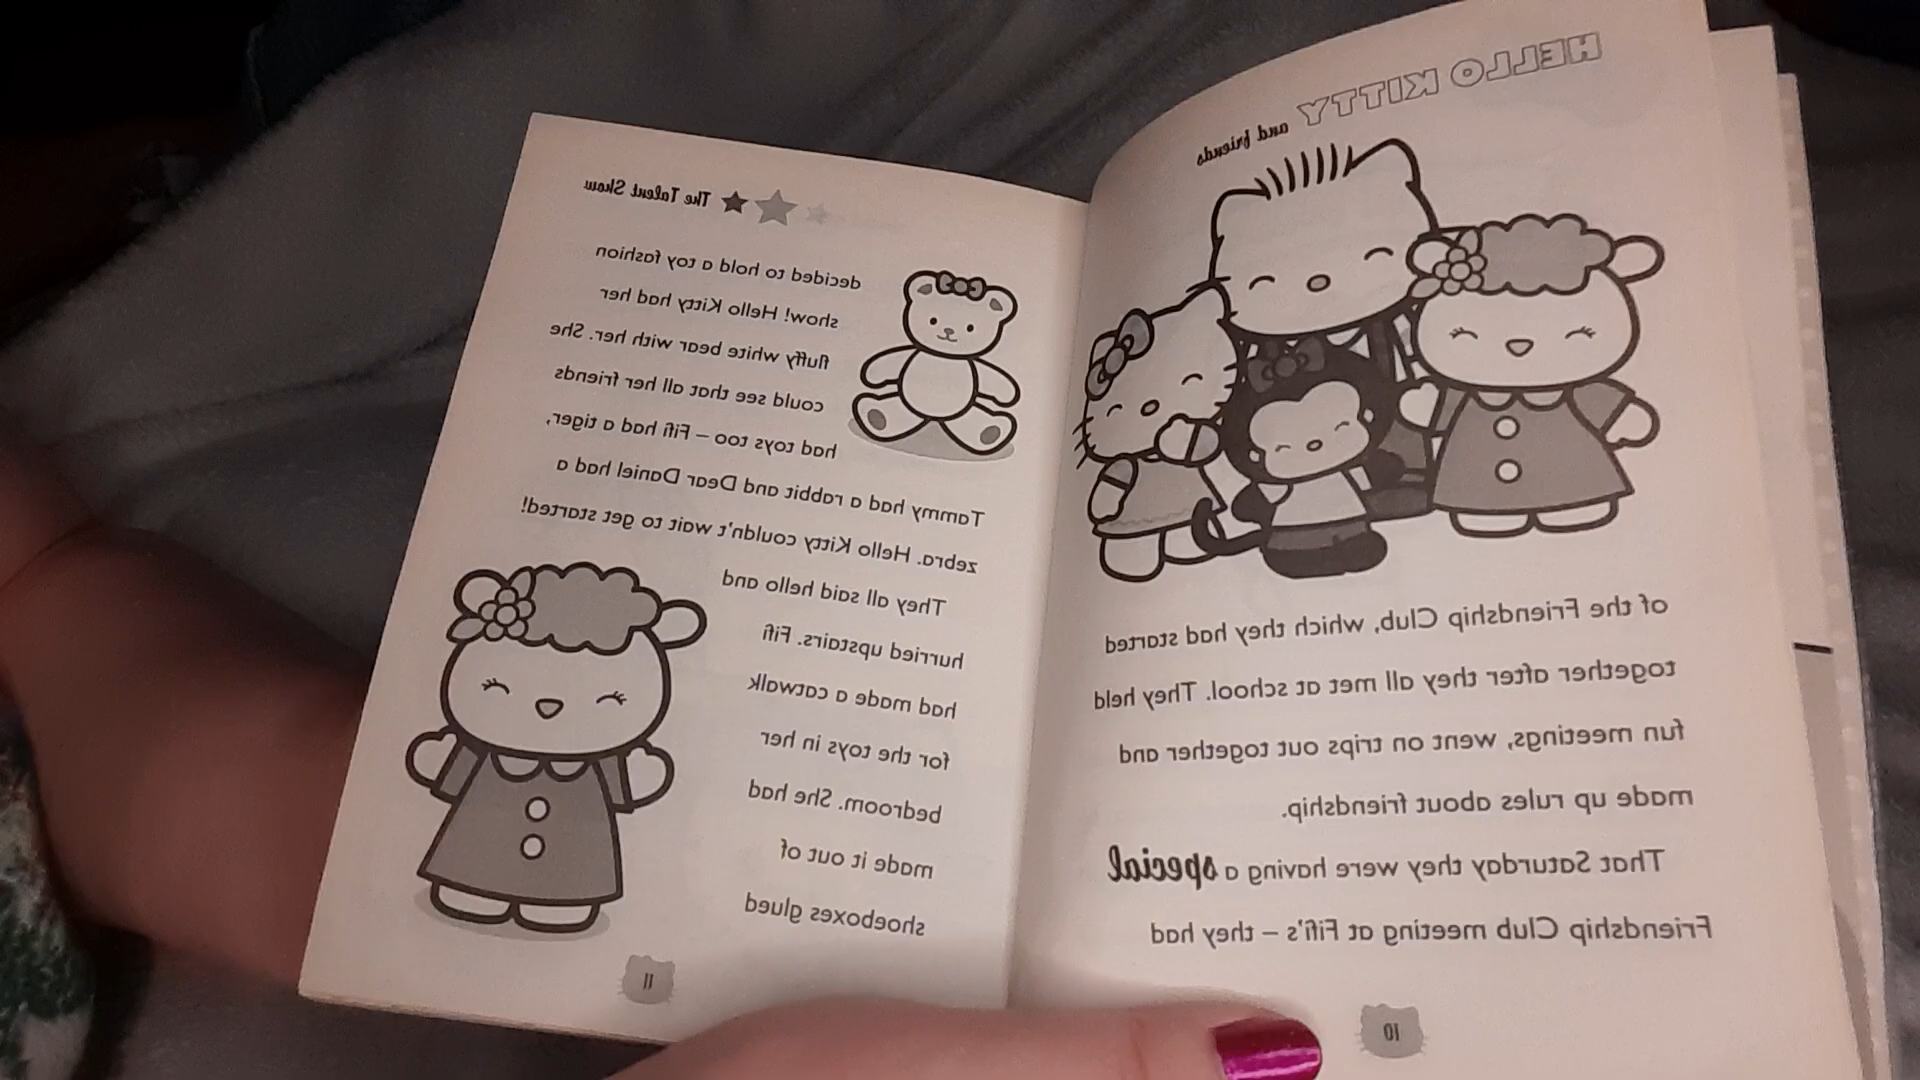 HELLO KITTY and friends
of the Friendship Club, which they had started
together after they all met at school. They held
fun meetings, went on trips out together and
made up rules about friendship.
That Saturday they were having a special
Friendship Club meeting at Fifi's – they had
10
The Talent Show
decided to hold a toy fashion
show! Hello Kitty had her
fluffy white bear with her. She
could see that all her friends
had toys too – Fifi had a tiger,
Tammy had a rabbit and Dear Daniel had a
zebra. Hello Kitty couldn't wait to get started!
They all said hello and
hurried upstairs. Fifi
had made a catwalk
for the toys in her
bedroom. She had
made it out of
shoeboxes glued
11